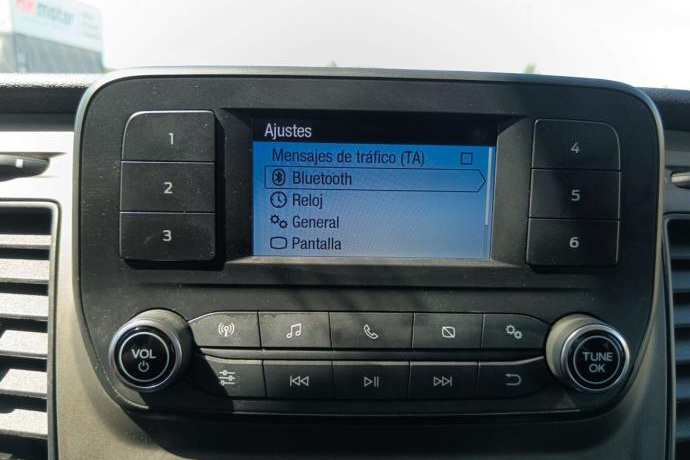 motor
Ajustes
Mensajes de tráfico (TA)
Bluetooth
Reloj
General
Pantalla
1
2
3
4
5
6
VOL
TUNE
OK